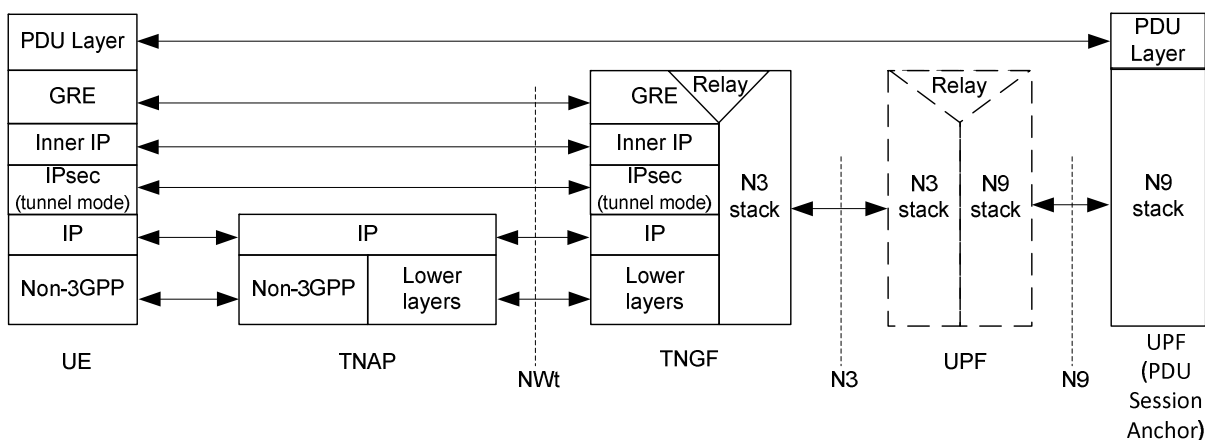 PDU Layer
PDU
Layer
GRE
GRE
Relay
Relay
Inner IP
Inner IP
IPsec
(tunnel mode)
IPsec
(tunnel mode)
N3
stack
N3
stack
N9
stack
N9
stack
IP
IP
IP
Non-3GPP
Non-3GPP
Lower
layers
Lower
layers
UE
TNAP
NWt
TNGF
N3
UPF
N9
UPF
(PDU
Session
Anchor)